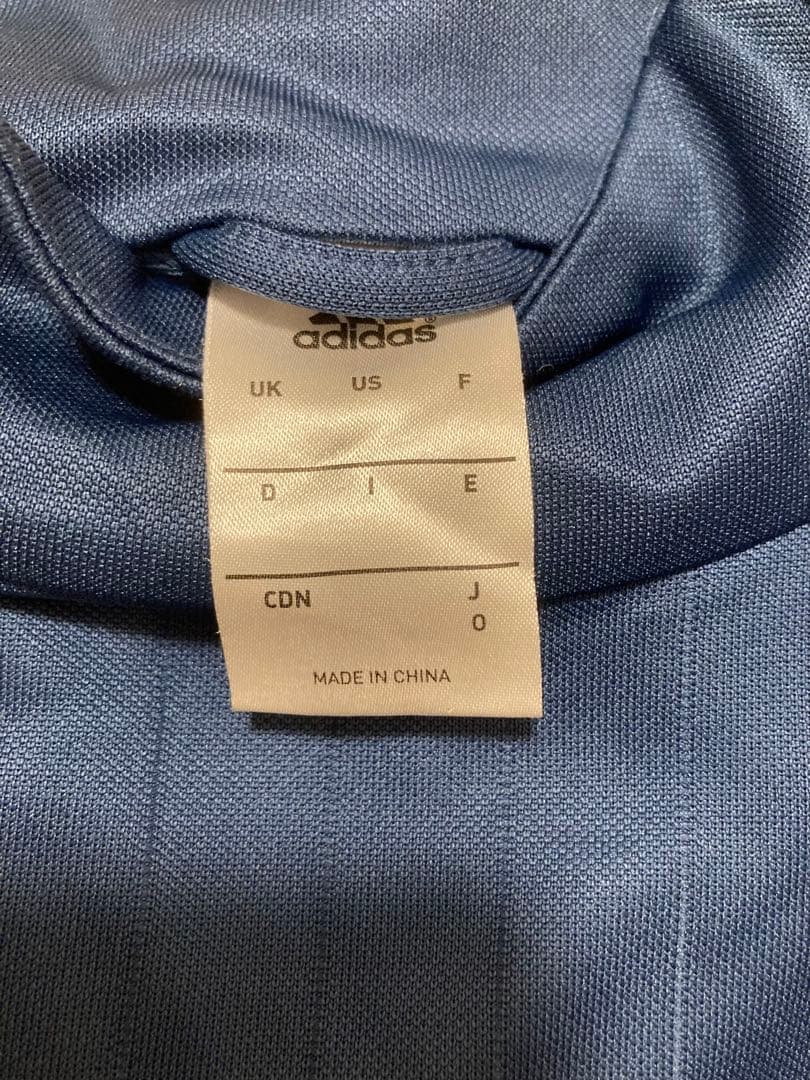 adidas®
UK US F
D I E
CDN J
O
MADE IN CHINA